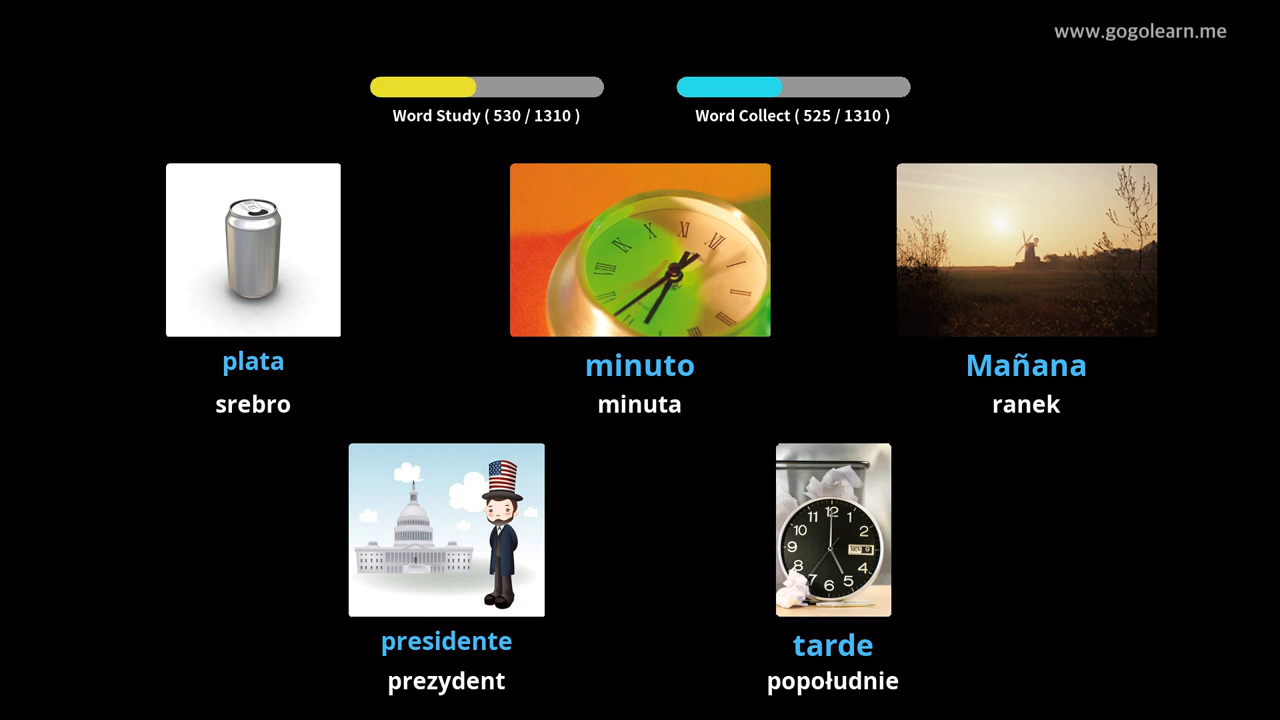 www.gogolearn.me
Word Study ( 530 / 1310 )
Word Collect ( 525 / 1310 )
plata
srebro
minuto
minuta
Mañana
ranek
presidente
prezydent
tarde
popołudnie